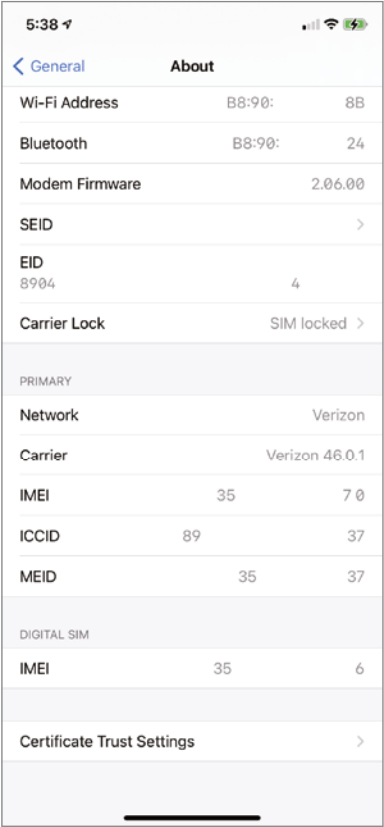 5:38
General
About
Wi-Fi Address B8:90: 8B
Bluetooth B8:90: 24
Modem Firmware 2.06.00
SEID
EID
8904 4
Carrier Lock SIM locked
PRIMARY
Network Verizon
Carrier Verizon 46.0.1
IMEI 35 7 0
ICCID 89 37
MEID 35 37
DIGITAL SIM
IMEI 35 6
Certificate Trust Settings